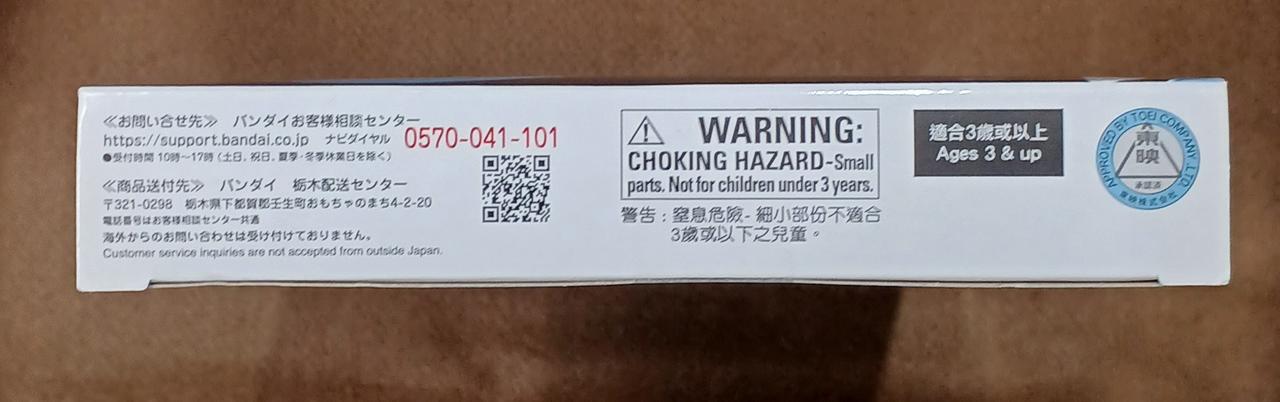 ≪お問い合せ先≫ バンダイお客様相談センター
https://support.bandai.co.jp ナビダイヤル 0570-041-101
●受付時間 10時～17時（土日、祝日、夏季・冬季休業日を除く）
≪商品送付先≫ バンダイ 栃木配送センター
〒321-0298 栃木県下都賀郡壬生町おもちゃのまち4-2-20
電話番号はお客様相談センター共通
海外からのお問い合わせは受け付けておりません。
Customer service inquiries are not accepted from outside Japan.
WARNING:
CHOKING HAZARD-Small
parts. Not for children under 3 years.
警告：窒息危險- 細小部份不適合
3歲或以下之兒童。
適合3歲或以上
Ages 3 & up
APPROVED BY TOEI COMPANY, LTD.
東映
承認済
東映株式会社